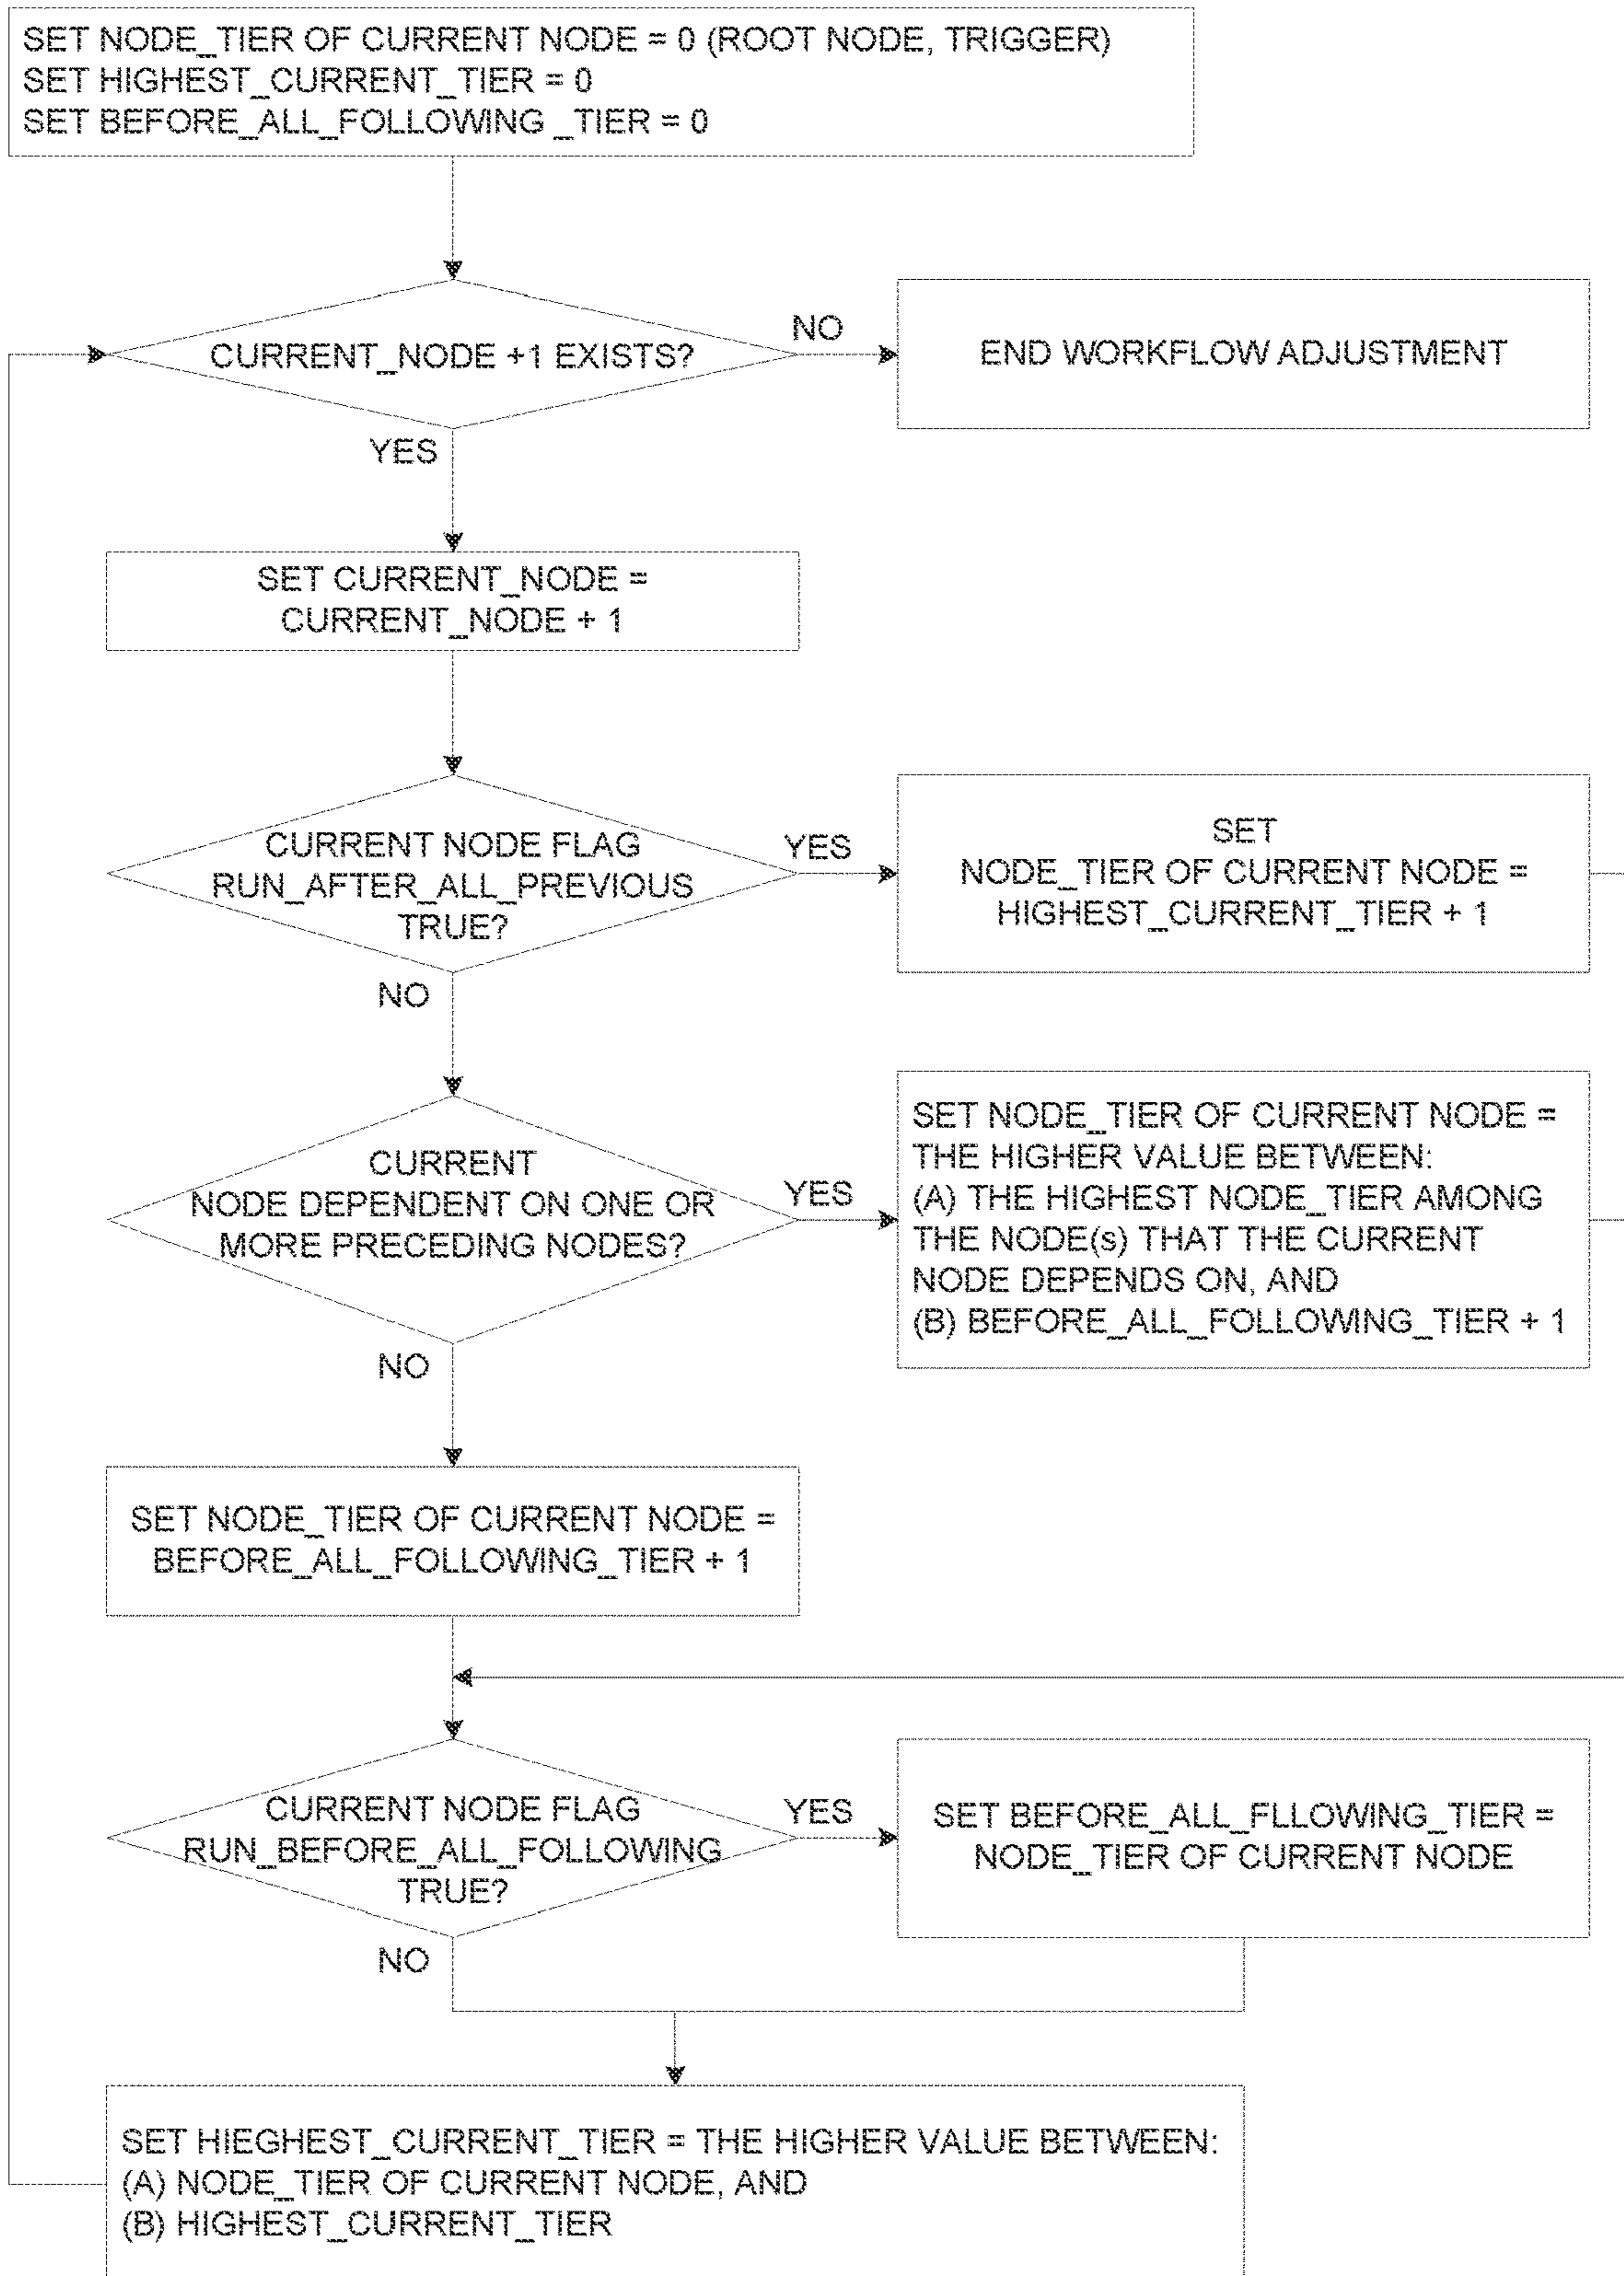 SET NODE_TIER OF CURRENT NODE = 0 (ROOT NODE, TRIGGER)
SET HIGHEST_CURRENT_TIER = 0
SET BEFORE_ALL_FOLLOWING _TIER = 0
CURRENT_NODE +1 EXISTS?
NO
END WORKFLOW ADJUSTMENT
YES
SET CURRENT_NODE =
CURRENT_NODE + 1
CURRENT NODE FLAG
RUN_AFTER_ALL_PREVIOUS
TRUE?
YES
SET
NODE_TIER OF CURRENT NODE =
HIGHEST_CURRENT_TIER + 1
NO
CURRENT
NODE DEPENDENT ON ONE OR
MORE PRECEDING NODES?
YES
SET NODE_TIER OF CURRENT NODE =
THE HIGHER VALUE BETWEEN:
(A) THE HIGHEST NODE_TIER AMONG
THE NODE(s) THAT THE CURRENT
NODE DEPENDS ON, AND
(B) BEFORE_ALL_FOLLOWING_TIER + 1
NO
SET NODE_TIER OF CURRENT NODE =
BEFORE_ALL_FOLLOWING_TIER + 1
CURRENT NODE FLAG
RUN_BEFORE_ALL_FOLLOWING
TRUE?
YES
SET BEFORE_ALL_FLLOWING_TIER =
NODE_TIER OF CURRENT NODE
NO
SET HIEGHEST_CURRENT_TIER = THE HIGHER VALUE BETWEEN:
(A) NODE_TIER OF CURRENT NODE, AND
(B) HIGHEST_CURRENT_TIER